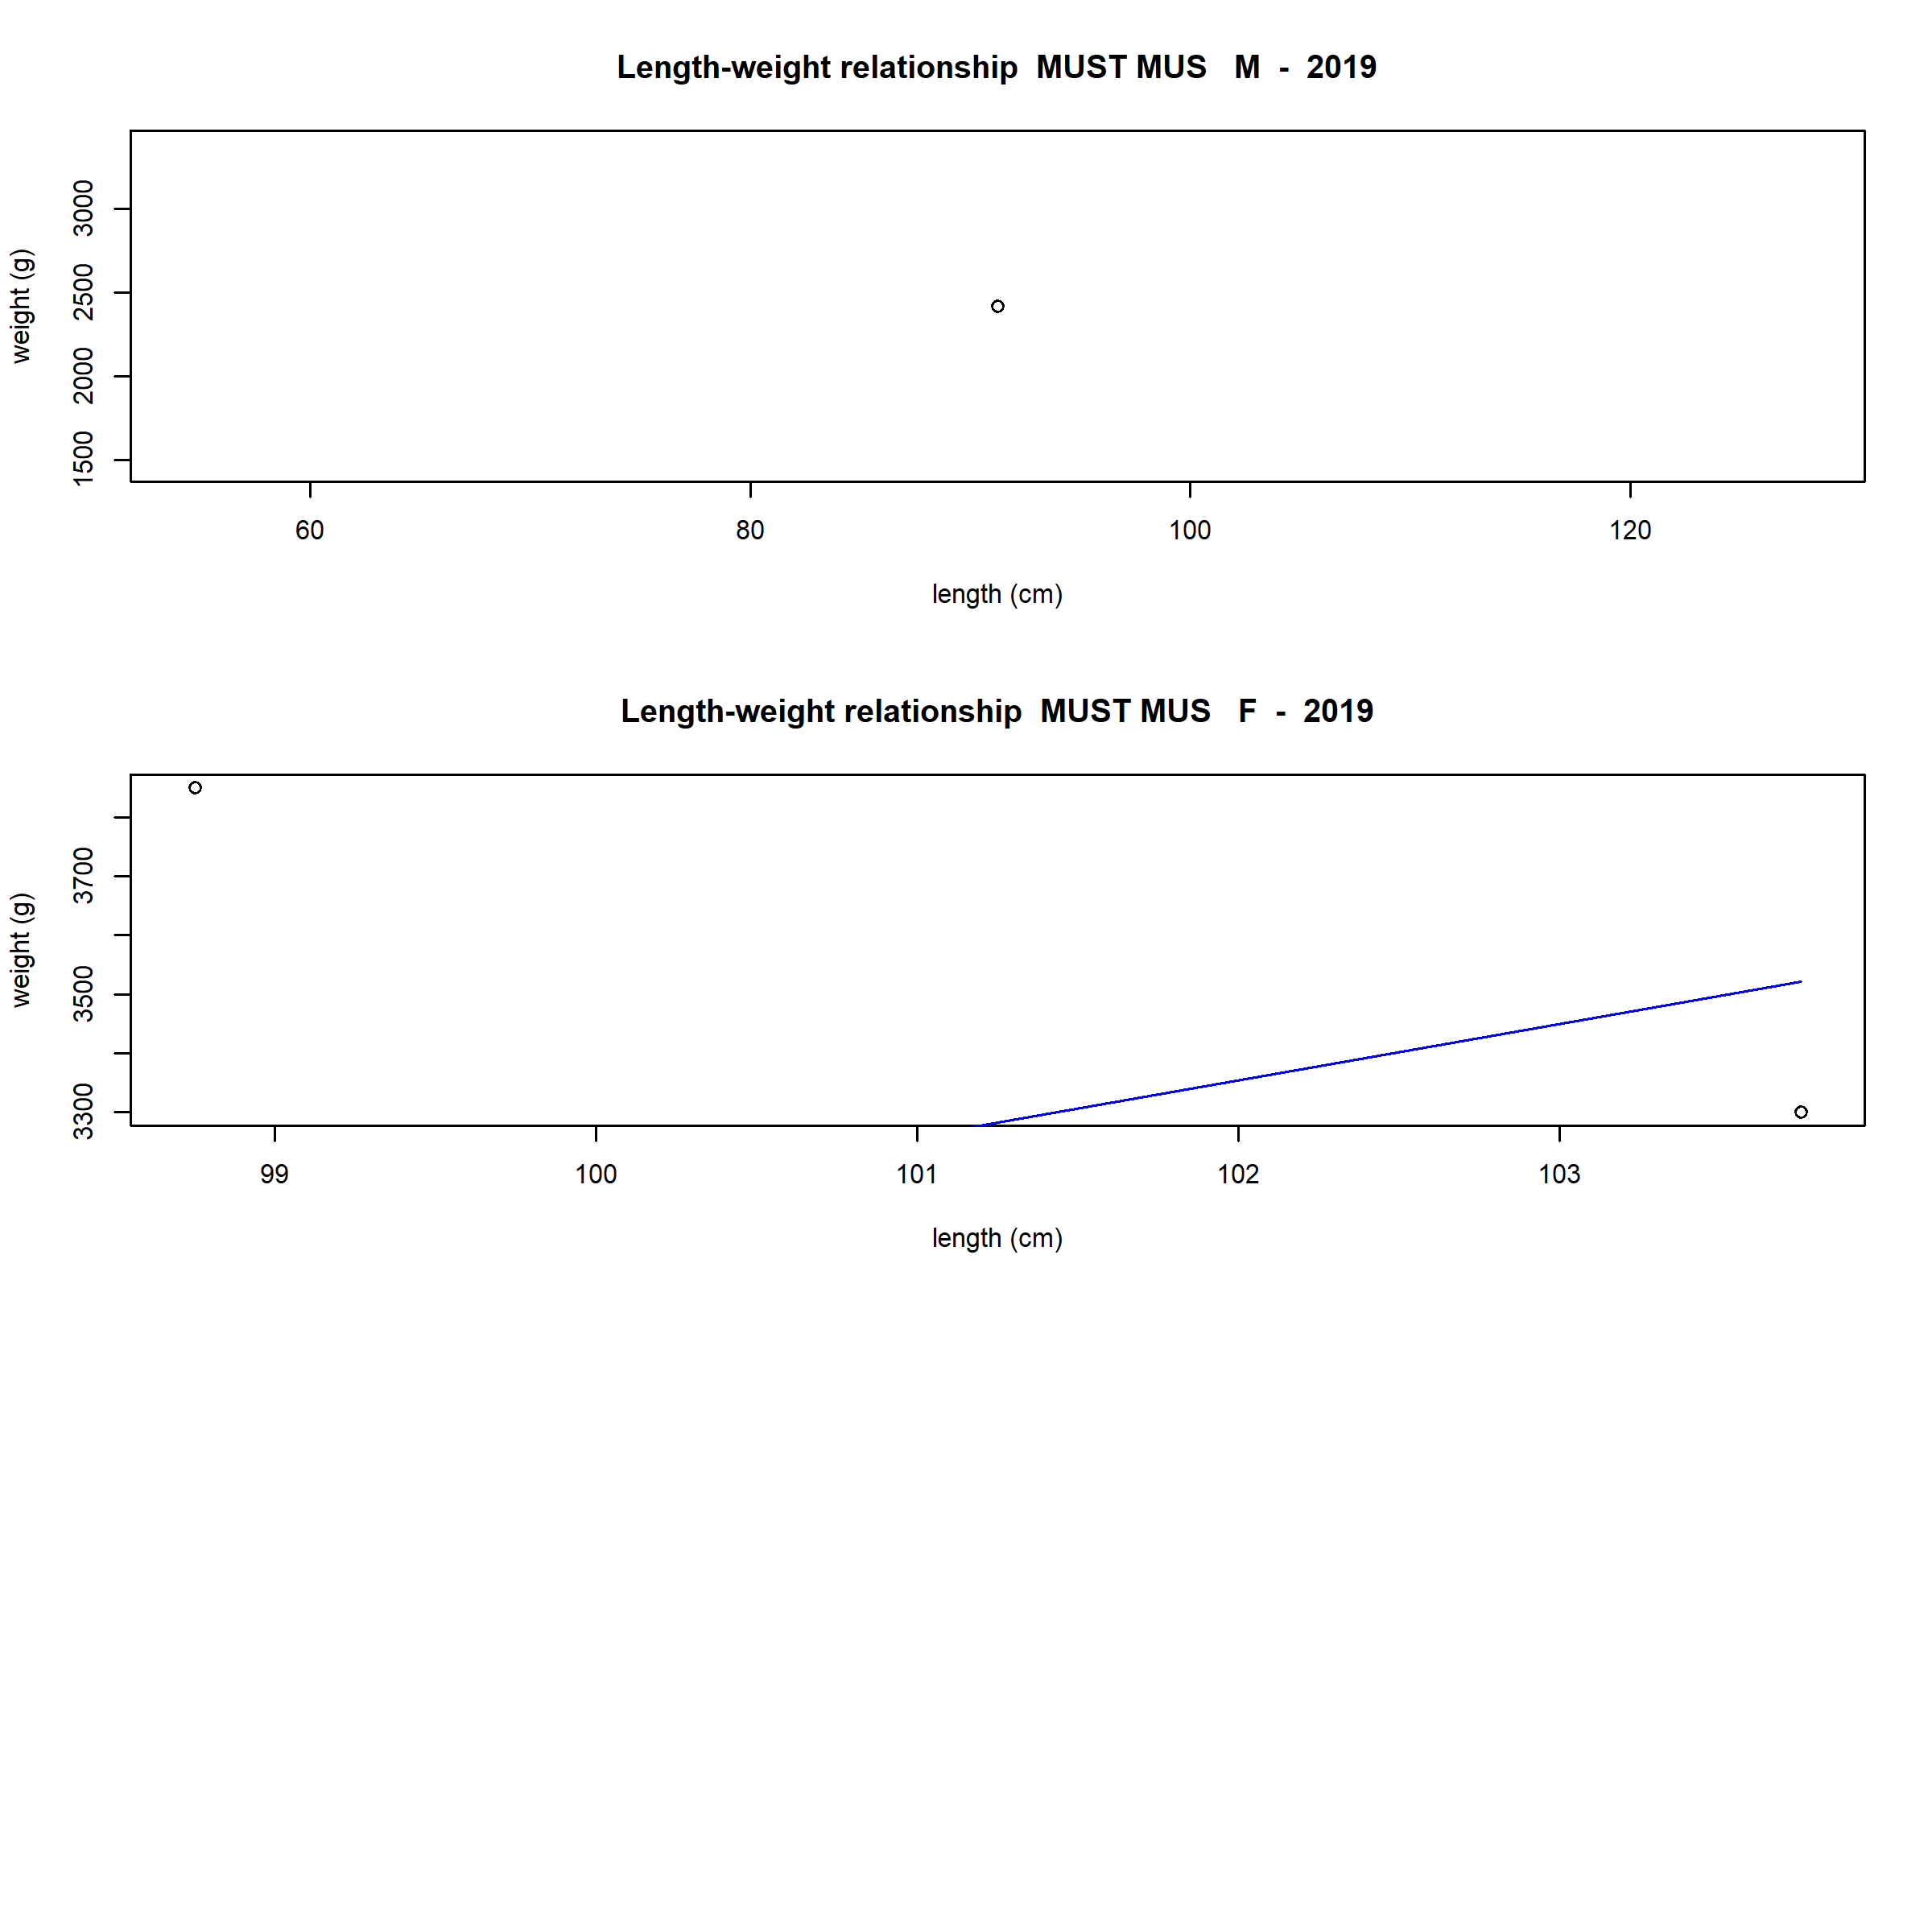 Length-weight relationship  MUST MUS   M  -  2019
weight (g)
3000
2500
2000
1500
60 80 100 120
length (cm)
Length-weight relationship  MUST MUS   F  -  2019
weight (g)
3700
3500
3300
99 100 101 102 103
length (cm)